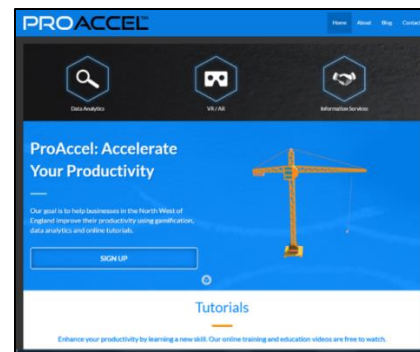 PROACCEL
Home About Blog Contact
Data Analytics
VR / AR
Information Services
ProAccel: Accelerate
Your Productivity
Our goal is to help businesses in the North West of
England improve their productivity using gamification,
data analytics and online tutorials.
SIGN UP
Tutorials
Enhance your productivity by learning a new skill. Our online training and education videos are free to watch.